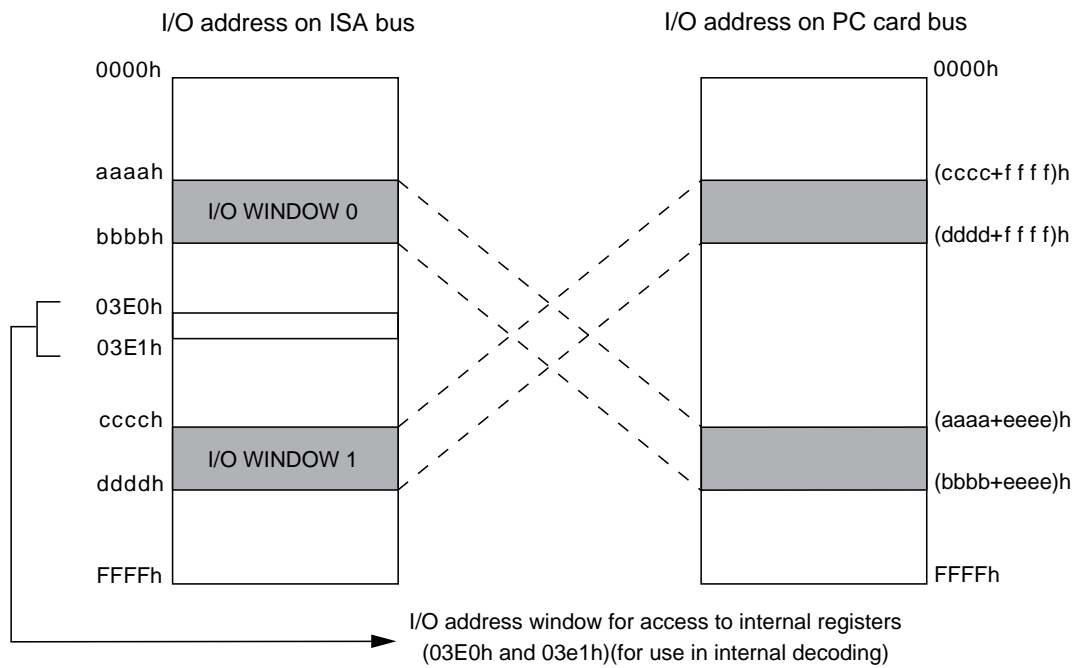 I/O address on ISA bus
I/O address on PC card bus
0000h
0000h
aaaah
(cccc+ffff)h
I/O WINDOW 0
bbbbh
(dddd+ffff)h
03E0h
03E1h
cccch
(aaaa+eeee)h
I/O WINDOW 1
ddddh
(bbbb+eeee)h
FFFFh
FFFFh
I/O address window for access to internal registers
(03E0h and 03e1h)(for use in internal decoding)